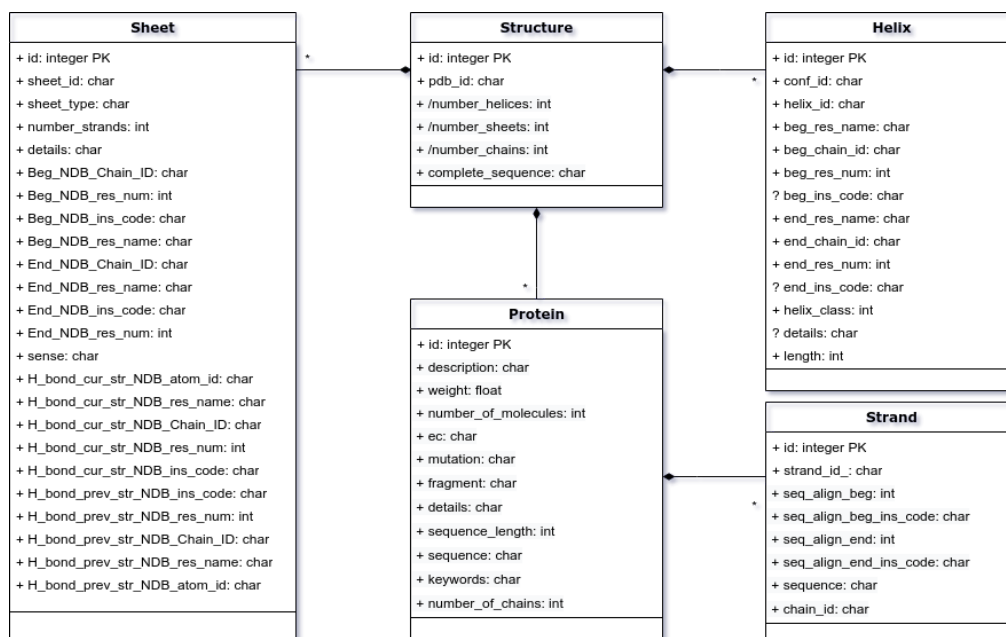 Sheet
+ id: integer PK
+ sheet_id: char
+ sheet_type: char
+ number_strands: int
+ details: char
+ Beg_NDB_Chain_ID: char
+ Beg_NDB_res_num: int
+ Beg_NDB_ins_code: char
+ Beg_NDB_res_name: char
+ End_NDB_Chain_ID: char
+ End_NDB_res_name: char
+ End_NDB_ins_code: char
+ End_NDB_res_num: int
+ sense: char
+ H_bond_cur_str_NDB_atom_id: char
+ H_bond_cur_str_NDB_res_name: char
+ H_bond_cur_str_NDB_Chain_ID: char
+ H_bond_cur_str_NDB_res_num: int
+ H_bond_cur_str_NDB_ins_code: char
+ H_bond_prev_str_NDB_ins_code: char
+ H_bond_prev_str_NDB_res_num: int
+ H_bond_prev_str_NDB_Chain_ID: char
+ H_bond_prev_str_NDB_res_name: char
+ H_bond_prev_str_NDB_atom_id: char
*
Structure
+ id: integer PK
+ pdb_id: char
+ /number_helices: int
+ /number_sheets: int
+ /number_chains: int
+ complete_sequence: char
*
Protein
+ id: integer PK
+ description: char
+ weight: float
+ number_of_molecules: int
+ ec: char
+ mutation: char
+ fragment: char
+ details: char
+ sequence_length: int
+ sequence: char
+ keywords: char
+ number_of_chains: int
*
Helix
+ id: integer PK
+ conf_id: char
+ helix_id: char
+ beg_res_name: char
+ beg_chain_id: char
+ beg_res_num: int
? beg_ins_code: char
+ end_res_name: char
+ end_chain_id: char
+ end_res_num: int
? end_ins_code: char
+ helix_class: int
? details: char
+ length: int
*
Strand
+ id: integer PK
+ strand_id_: char
+ seq_align_beg: int
+ seq_align_beg_ins_code: char
+ seq_align_end: int
+ seq_align_end_ins_code: char
+ sequence: char
+ chain_id: char